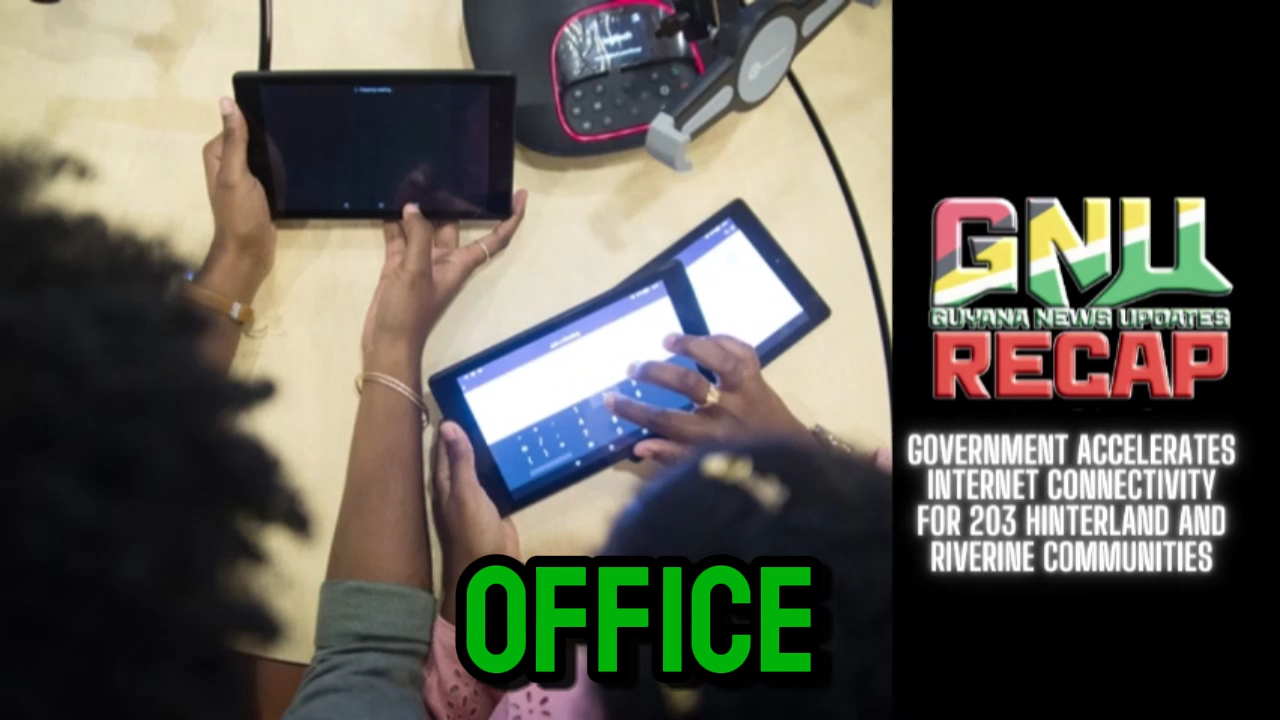 GNU
GUYANA NEWS UPDATES
RECAP
GOVERNMENT ACCELERATES
INTERNET CONNECTIVITY
FOR 203 HINTERLAND AND
RIVERINE COMMUNITIES
OFFICE